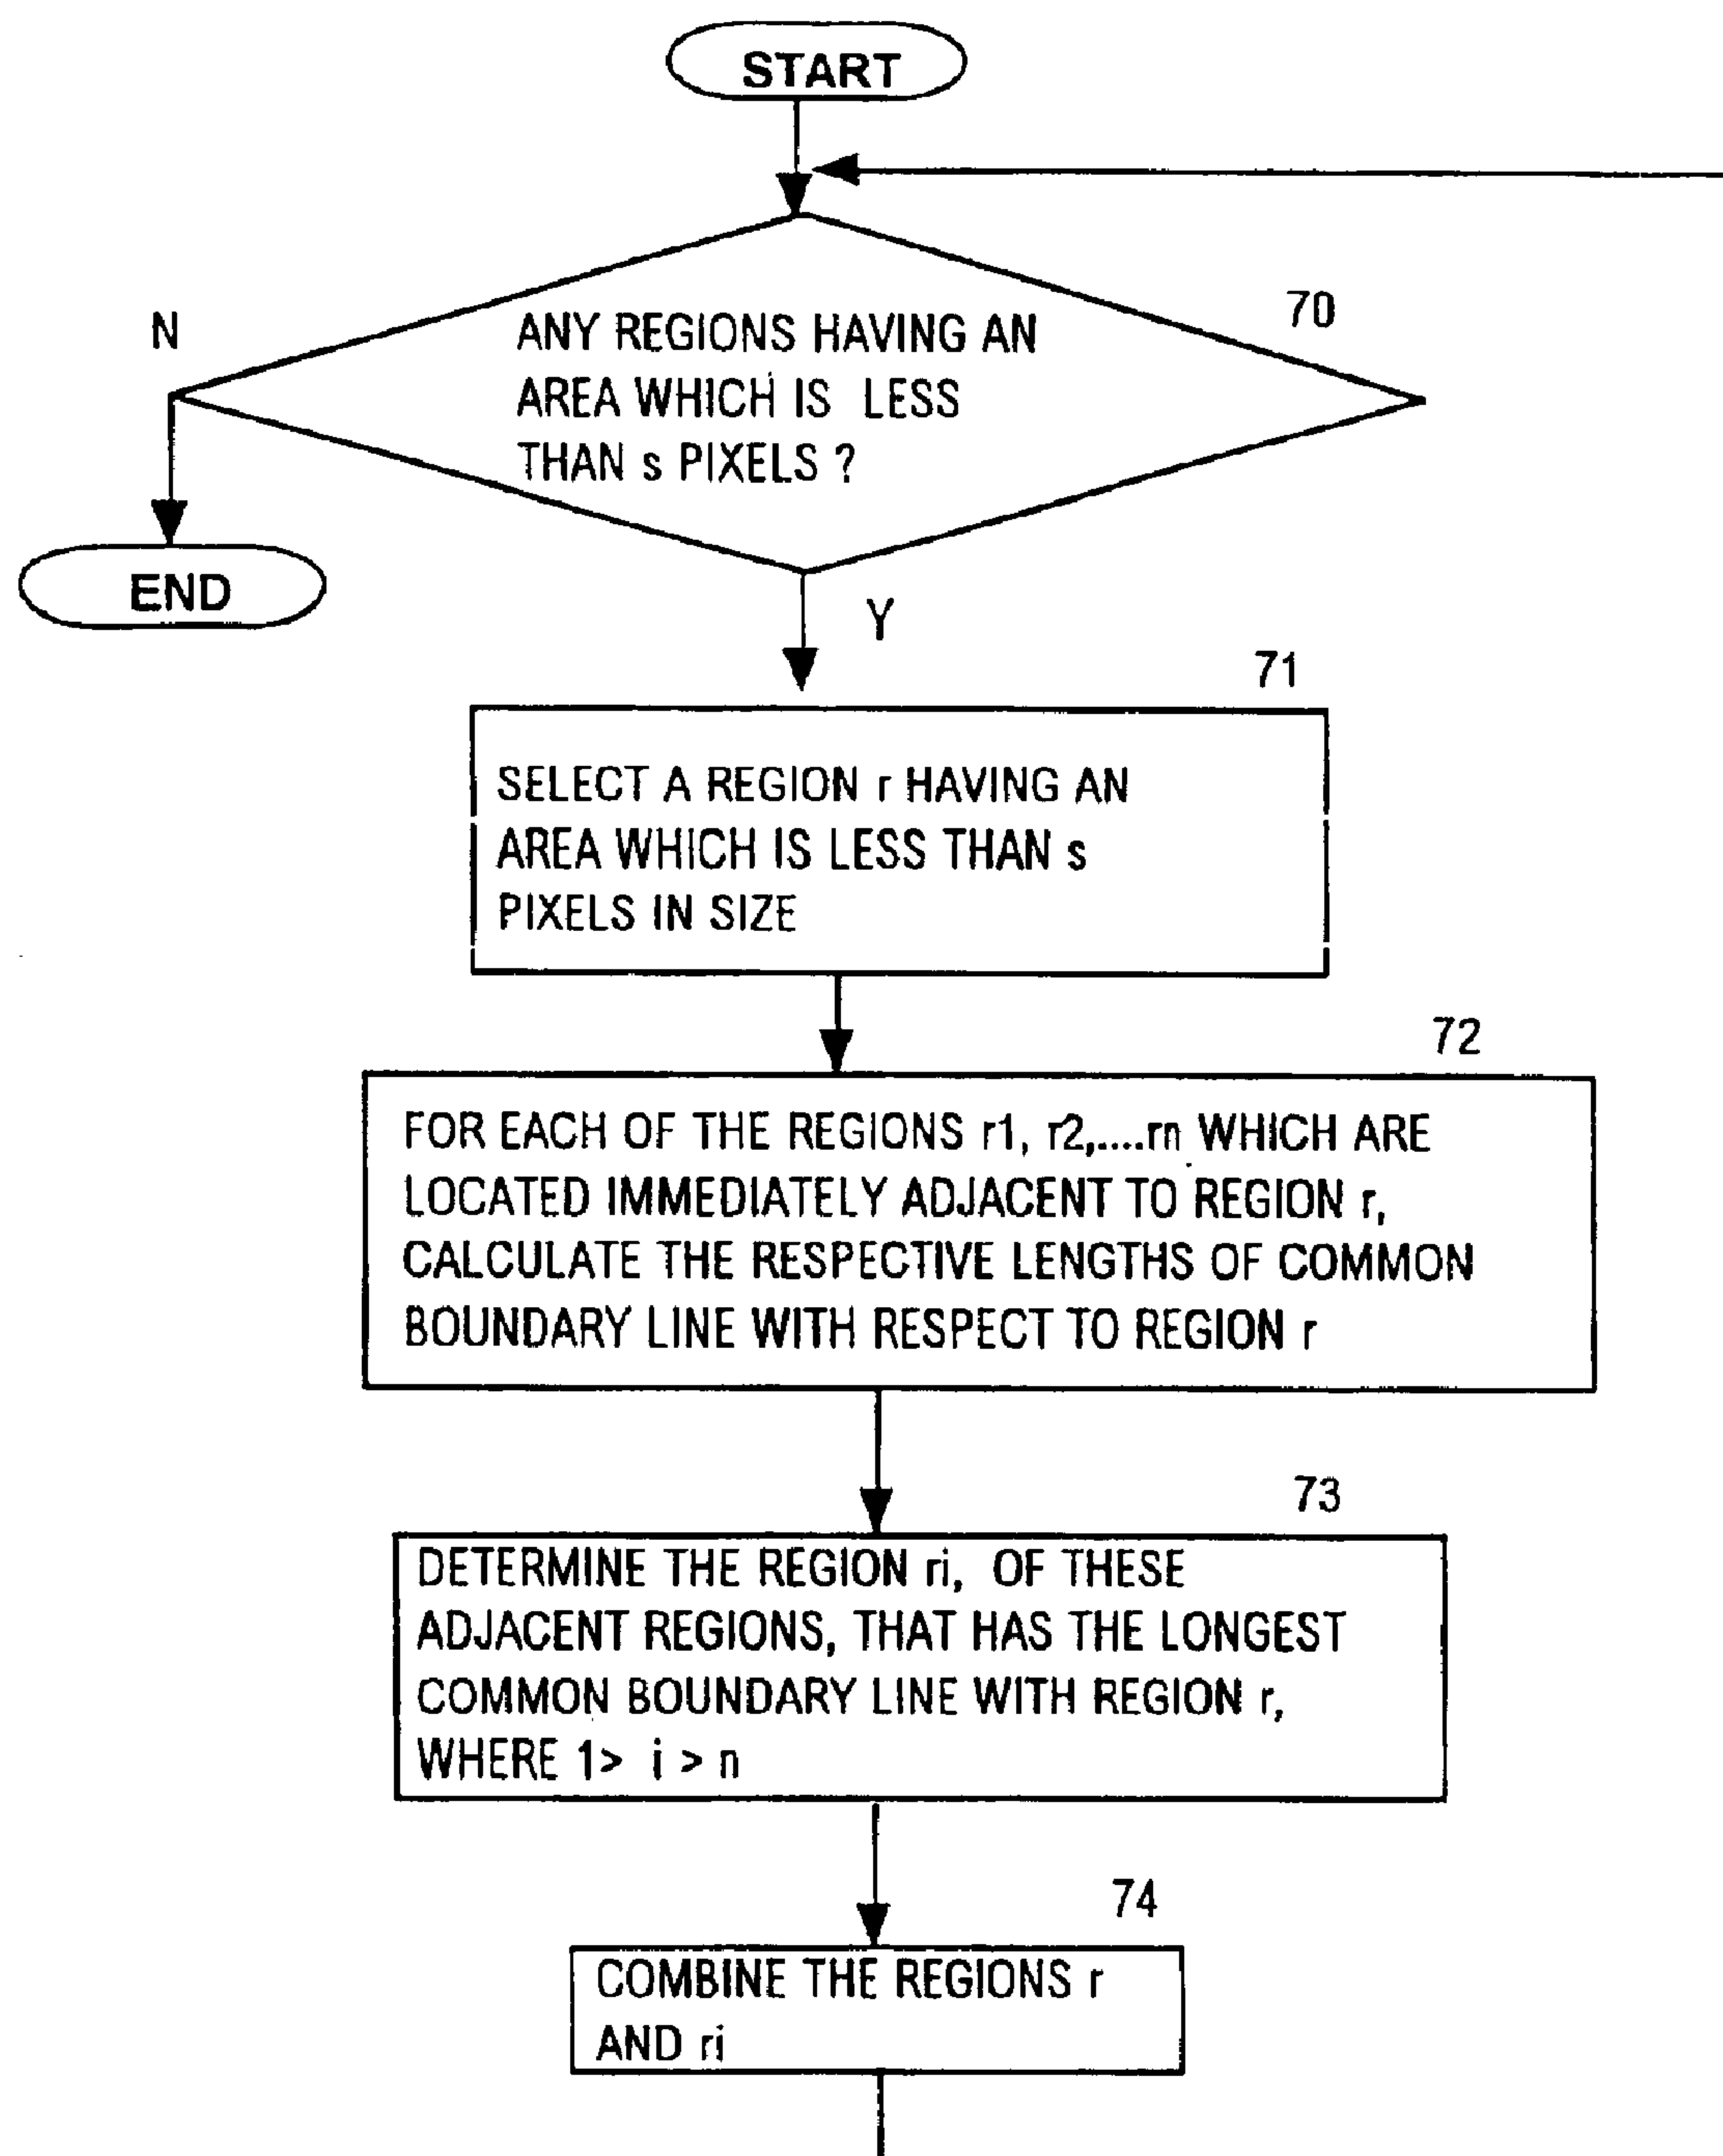 START
70
N
ANY REGIONS HAVING AN
AREA WHICH IS LESS
THAN s PIXELS ?
END
Y
71
SELECT A REGION r HAVING AN
AREA WHICH IS LESS THAN s
PIXELS IN SIZE
72
FOR EACH OF THE REGIONS r1, r2,....rn WHICH ARE
LOCATED IMMEDIATELY ADJACENT TO REGION r,
CALCULATE THE RESPECTIVE LENGTHS OF COMMON
BOUNDARY LINE WITH RESPECT TO REGION r
73
DETERMINE THE REGION ri, OF THESE
ADJACENT REGIONS, THAT HAS THE LONGEST
COMMON BOUNDARY LINE WITH REGION r,
WHERE 1> i > n
74
COMBINE THE REGIONS r
AND ri